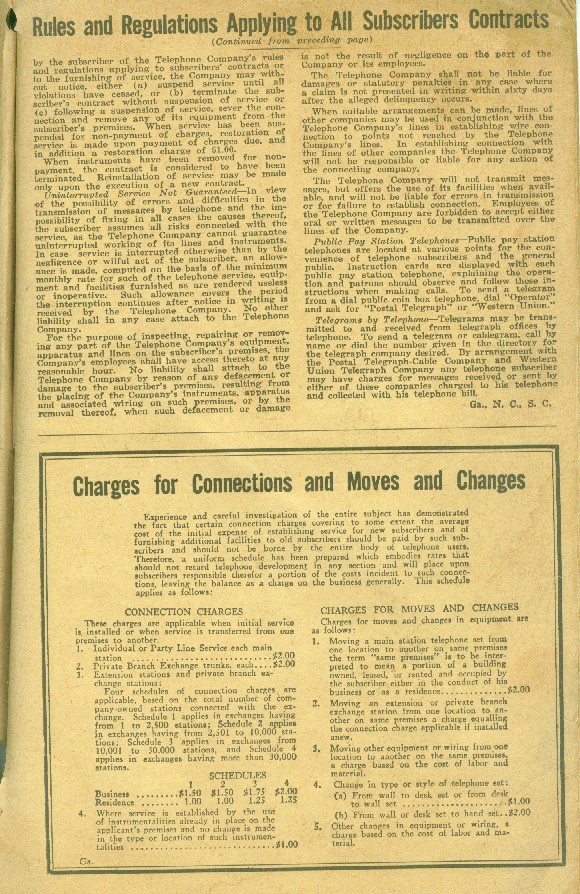 Rules and Regulations Applying to All Subscribers Contracts
(Continued from preceding page)
by the subscriber of the Telephone Company's rules
and regulations applying to subscribers' contracts or
to the furnishing of service, the Company may with-
out notice, either (a) suspend service until all
violations have ceased, or (b) terminate the sub-
scriber's contract without suspension of service or
(c) following a suspension of service, sever the con-
nection and remove any of its equipment from the
subscriber's premises. When service has been sus-
pended for non-payment of charges, restoration of
service is made upon payment of charges due, and
in addition a restoration charge of $1.00.
When instruments have been removed for non-
payment, the contract is considered to have been
terminated. Reinstallation of service may be made
only upon the execution of a new contract.
Uninterrupted Service Not Guaranteed—In view
of the possibility of errors and difficulties in the
transmission of messages by telephone and the im-
possibility of fixing in all cases the causes thereof,
the subscriber assumes all risks connected with the
service, as the Telephone Company cannot guarantee
uninterrupted working of its lines and instruments.
In case service is interrupted otherwise than by the
negligence or wilful act of the subscriber, an allow-
ance is made, computed on the basis of the minimum
monthly rate for such of the telephone service, equip-
ment and facilities furnished as are rendered useless
or inoperative. Such allowance covers the period
the interruption continues after notice in writing is
received by the Telephone Company. No other
liability shall in any case attach to the Telephone
Company.
For the purpose of inspecting, repairing or remov-
ing any part of the Telephone Company's equipment,
apparatus and lines on the subscriber's premises, the
Company's employees shall have access thereto at any
reasonable hour. No liability shall attach to the
Telephone Company by reason of any defacement or
damage to the subscriber's premises, resulting from
the placing of the Company's instruments, apparatus
and associated wiring on such premises, or by the
removal thereof, when such defacement or damage
is not the result of negligence on the part of the
Company or its employees.
The Telephone Company shall not be liable for
damages or statutory penalties in any case where
a claim is not presented in writing within sixty days
after the alleged delinquency occurs.
When suitable arrangements can be made, lines of
other companies may be used in conjunction with the
Telephone Company's lines in establishing wire con-
nection to points not reached by the Telephone
Company's lines. In establishing connection with
the lines of other companies the Telephone Company
will not be responsible or liable for any action of
the connecting company.
The Telephone Company will not transmit mes-
sages, but offers the use of its facilities when avail-
able, and will not be liable for errors in transmission
or for failure to establish connection. Employees of
the Telephone Company are forbidden to accept either
oral or written messages to be transmitted over the
lines of the Company.
Public Pay Station Telephones—Public pay station
telephones are located at various points for the con-
venience of telephone subscribers and the general
public. Instruction cards are displayed with each
public pay station telephone, explaining the opera-
tion and patrons should observe and follow these in-
structions when making calls. To send a telegram
from a dial public coin box telephone, dial "Operator"
and ask for "Postal Telegraph" or "Western Union."
Telegrams by Telephone—Telegrams may be trans-
mitted to and received from telegraph offices by
telephone. To send a telegram or cablegram, call by
name or dial the number given in the directory for
the telegraph company desired. By arrangement with
the Postal Telegraph-Cable Company and Western
Union Telegraph Company any telephone subscriber
may have charges for messages received or sent by
either of these companies charged to his telephone
and collected with his telephone bill.
Ga., N. C., S. C.
Charges for Connections and Moves and Changes
Experience and careful investigation of the entire subject has demonstrated
the fact that certain connection charges covering to some extent the average
cost of the initial expense of establishing service for new subscribers and of
furnishing additional facilities to old subscribers should be paid by such sub-
scribers and should not be borne by the entire body of telephone users.
Therefore, a uniform schedule has been prepared which embodies rates that
should not retard telephone development in any section and will place upon
subscribers responsible therefor a portion of the costs incident to such connec-
tions, leaving the balance as a charge on the business generally. This schedule
applies as follows:
CONNECTION CHARGES
These charges are applicable when initial service
is installed or when service is transferred from one
premises to another.
1. Individual or Party Line Service each main
station ..............................$2.00
2. Private Branch Exchange trunks, each....$2.00
3. Extension stations and private branch ex-
change stations:
Four schedules of connection charges are
applicable, based on the total number of com-
pany-owned stations connected with the ex-
change. Schedule 1 applies in exchanges having
from 1 to 2,500 stations; Schedule 2 applies
in exchanges having from 2,501 to 10,000 sta-
tions; Schedule 3 applies in exchanges from
10,001 to 30,000 stations, and Schedule 4
applies in exchanges having more than 30,000
stations.
SCHEDULES
1 2 3 4
Business .........$1.50 $1.50 $1.75 $2.00
Residence ........ 1.00 1.00 1.25 1.25
4. Where service is established by the use
of instrumentalities already in place on the
applicant's premises and no change is made
in the type or location of such instrumen-
talities ..............................$1.00
Ga.
CHARGES FOR MOVES AND CHANGES
Charges for moves and changes in equipment are
as follows:
1. Moving a main station telephone set from
one location to another on same premises
the term "same premises" is to be inter-
preted to mean a portion of a building
owned, leased, or rented and occupied by
the subscriber either in the conduct of his
business or as a residence..............$2.00
2. Moving an extension or private branch
exchange station from one location to an-
other on same premises a charge equalling
the connection charge applicable if installed
anew.
3. Moving other equipment or wiring from one
location to another on the same premises,
a charge based on the cost of labor and
material.
4. Change in type or style of telephone set:
(a) From wall to desk set or from desk
to wall set ......................$1.00
(b) From wall or desk set to hand set..$2.00
5. Other changes in equipment or wiring, a
charge based on the cost of labor and ma-
terial.